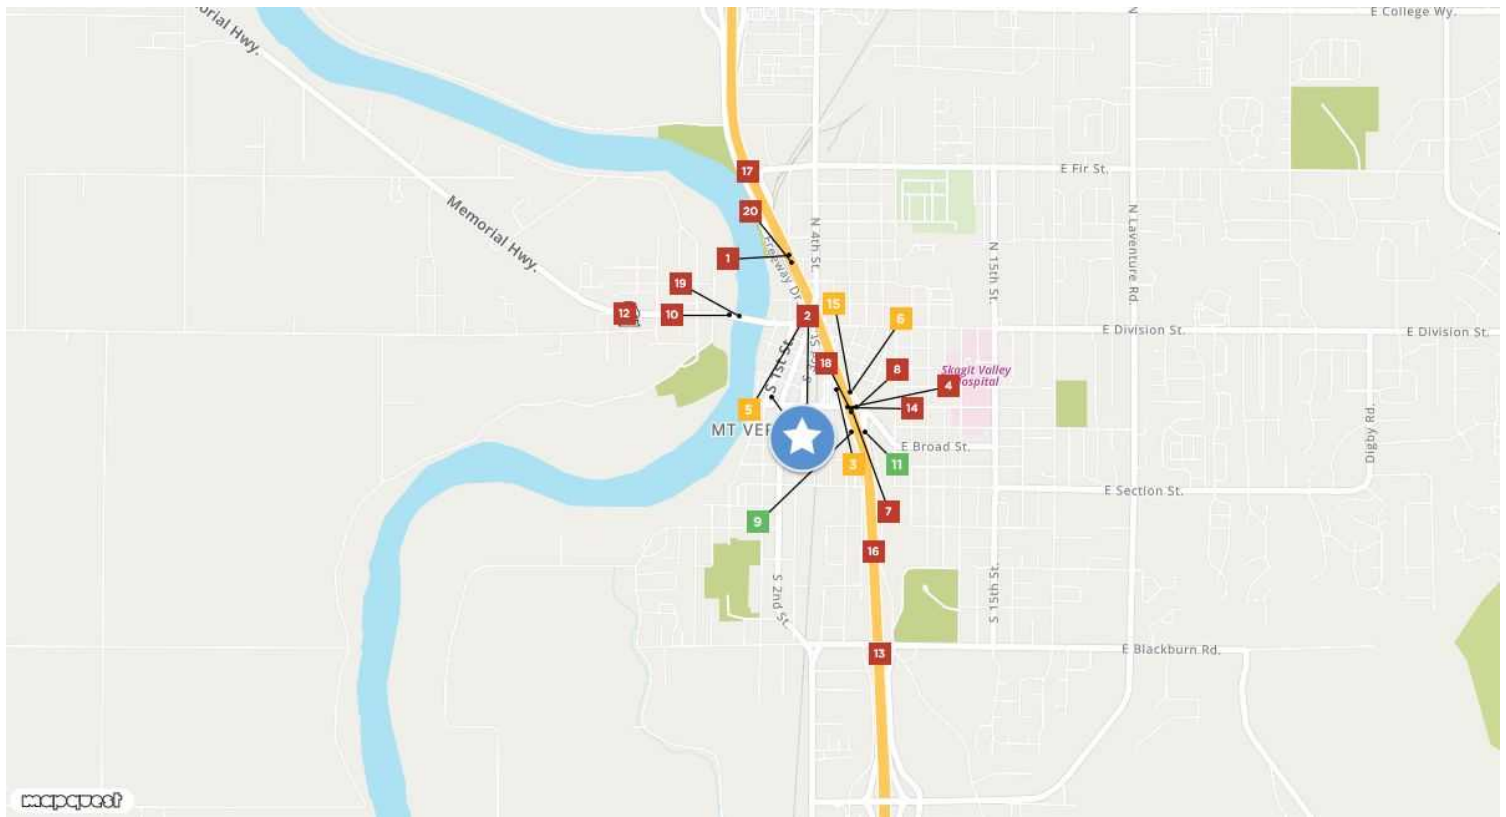 E College Wy.
N
Memorial Hwy.
17
E Fir St.
20
Memorial Hwy.
N 4th St.
N Laventure Rd.
1
Freeway Dr
N 15th St.
19
15
12
10
2
6
E Division St.
E Division St.
S 1st St.
18
8
Skagit Valley
Hospital
4
5
14
MT VER
Digby Rd.
E Broad St.
3
11
E Section St.
7
9
16
S 2nd St.
S 15th St.
E Blackburn Rd.
13
mapquest